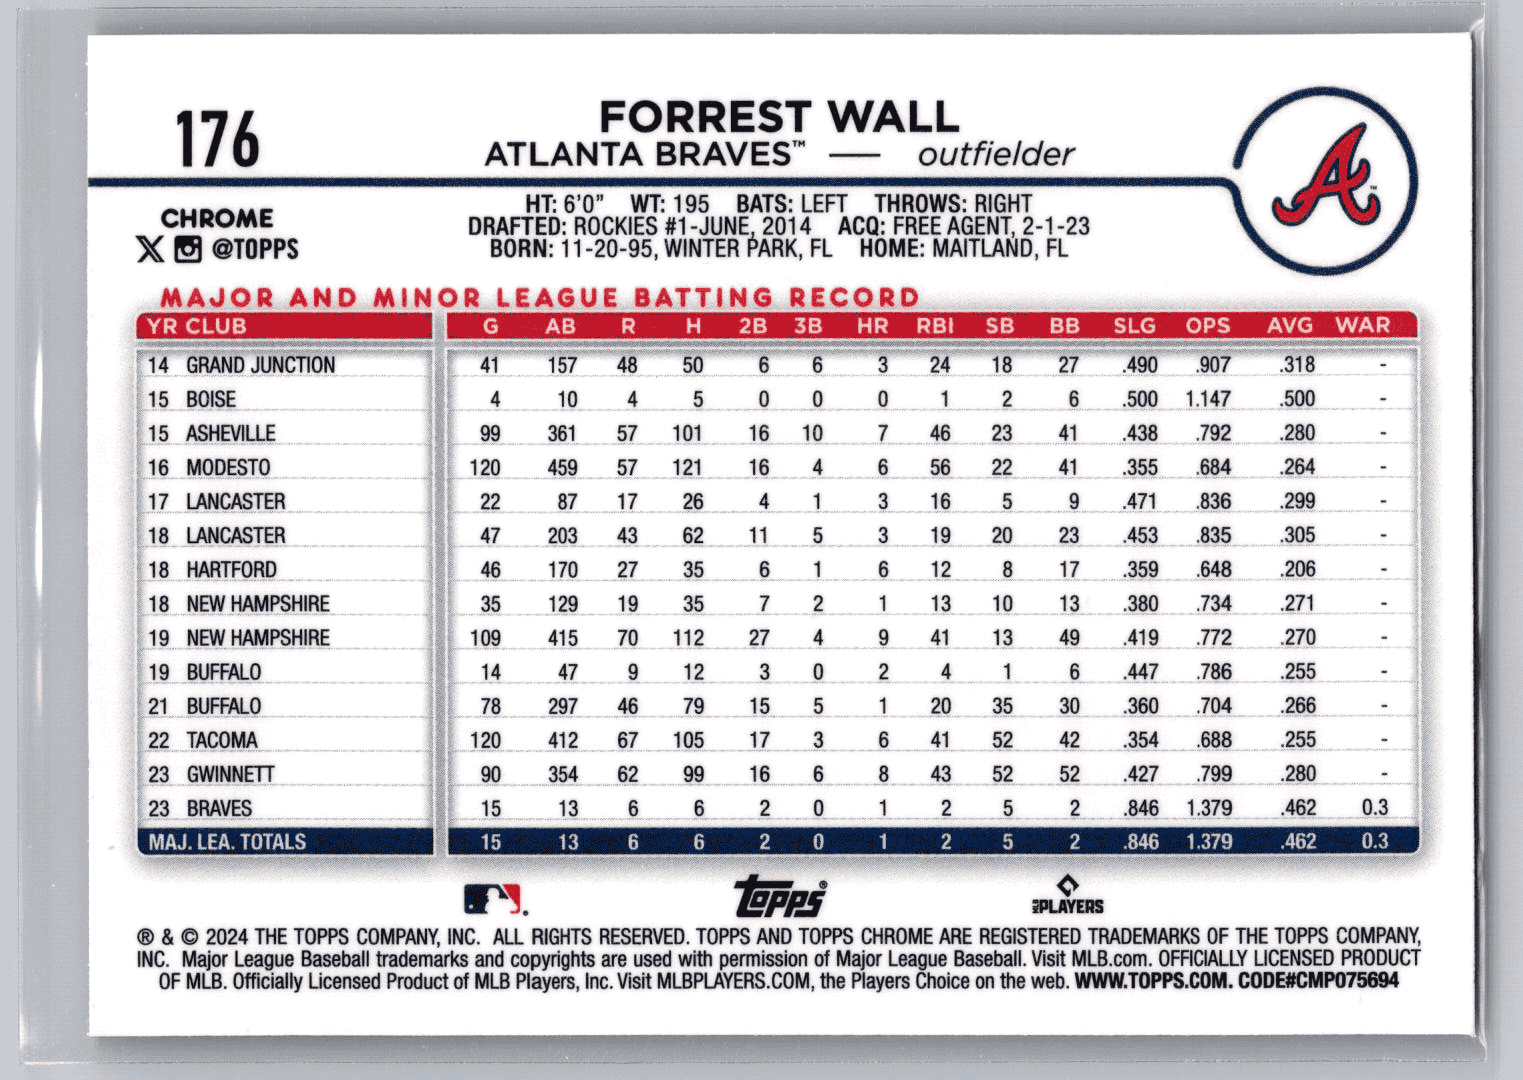 176
FORREST WALL
ATLANTA BRAVES™ — outfielder
A™
CHROME
X @TOPPS
HT: 6'0" WT: 195 BATS: LEFT THROWS: RIGHT
DRAFTED: ROCKIES #1-JUNE, 2014 ACQ: FREE AGENT, 2-1-23
BORN: 11-20-95, WINTER PARK, FL HOME: MAITLAND, FL
MAJOR AND MINOR LEAGUE BATTING RECORD
YR CLUB G AB R H 2B 3B HR RBI SB BB SLG OPS AVG WAR
14 GRAND JUNCTION 41 157 48 50 6 6 3 24 18 27 .490 .907 .318 -
15 BOISE 4 10 4 5 0 0 0 1 2 6 .500 1.147 .500 -
15 ASHEVILLE 99 361 57 101 16 10 7 46 23 41 .438 .792 .280 -
16 MODESTO 120 459 57 121 16 4 6 56 22 41 .355 .684 .264 -
17 LANCASTER 22 87 17 26 4 1 3 16 5 9 .471 .836 .299 -
18 LANCASTER 47 203 43 62 11 5 3 19 20 23 .453 .835 .305 -
18 HARTFORD 46 170 27 35 6 1 6 12 8 17 .359 .648 .206 -
18 NEW HAMPSHIRE 35 129 19 35 7 2 1 13 10 13 .380 .734 .271 -
19 NEW HAMPSHIRE 109 415 70 112 27 4 9 41 13 49 .419 .772 .270 -
19 BUFFALO 14 47 9 12 3 0 2 4 1 6 .447 .786 .255 -
21 BUFFALO 78 297 46 79 15 5 1 20 35 30 .360 .704 .266 -
22 TACOMA 120 412 67 105 17 3 6 41 52 42 .354 .688 .255 -
23 GWINNETT 90 354 62 99 16 6 8 43 52 52 .427 .799 .280 -
23 BRAVES 15 13 6 6 2 0 1 2 5 2 .846 1.379 .462 0.3
MAJ. LEA. TOTALS 15 13 6 6 2 0 1 2 5 2 .846 1.379 .462 0.3
topps® MLB PLAYERS
® & © 2024 THE TOPPS COMPANY, INC. ALL RIGHTS RESERVED. TOPPS AND TOPPS CHROME ARE REGISTERED TRADEMARKS OF THE TOPPS COMPANY,
INC. Major League Baseball trademarks and copyrights are used with permission of Major League Baseball. Visit MLB.com. OFFICIALLY LICENSED PRODUCT
OF MLB. Officially Licensed Product of MLB Players, Inc. Visit MLBPLAYERS.COM, the Players Choice on the web. WWW.TOPPS.COM. CODE#CMP075694